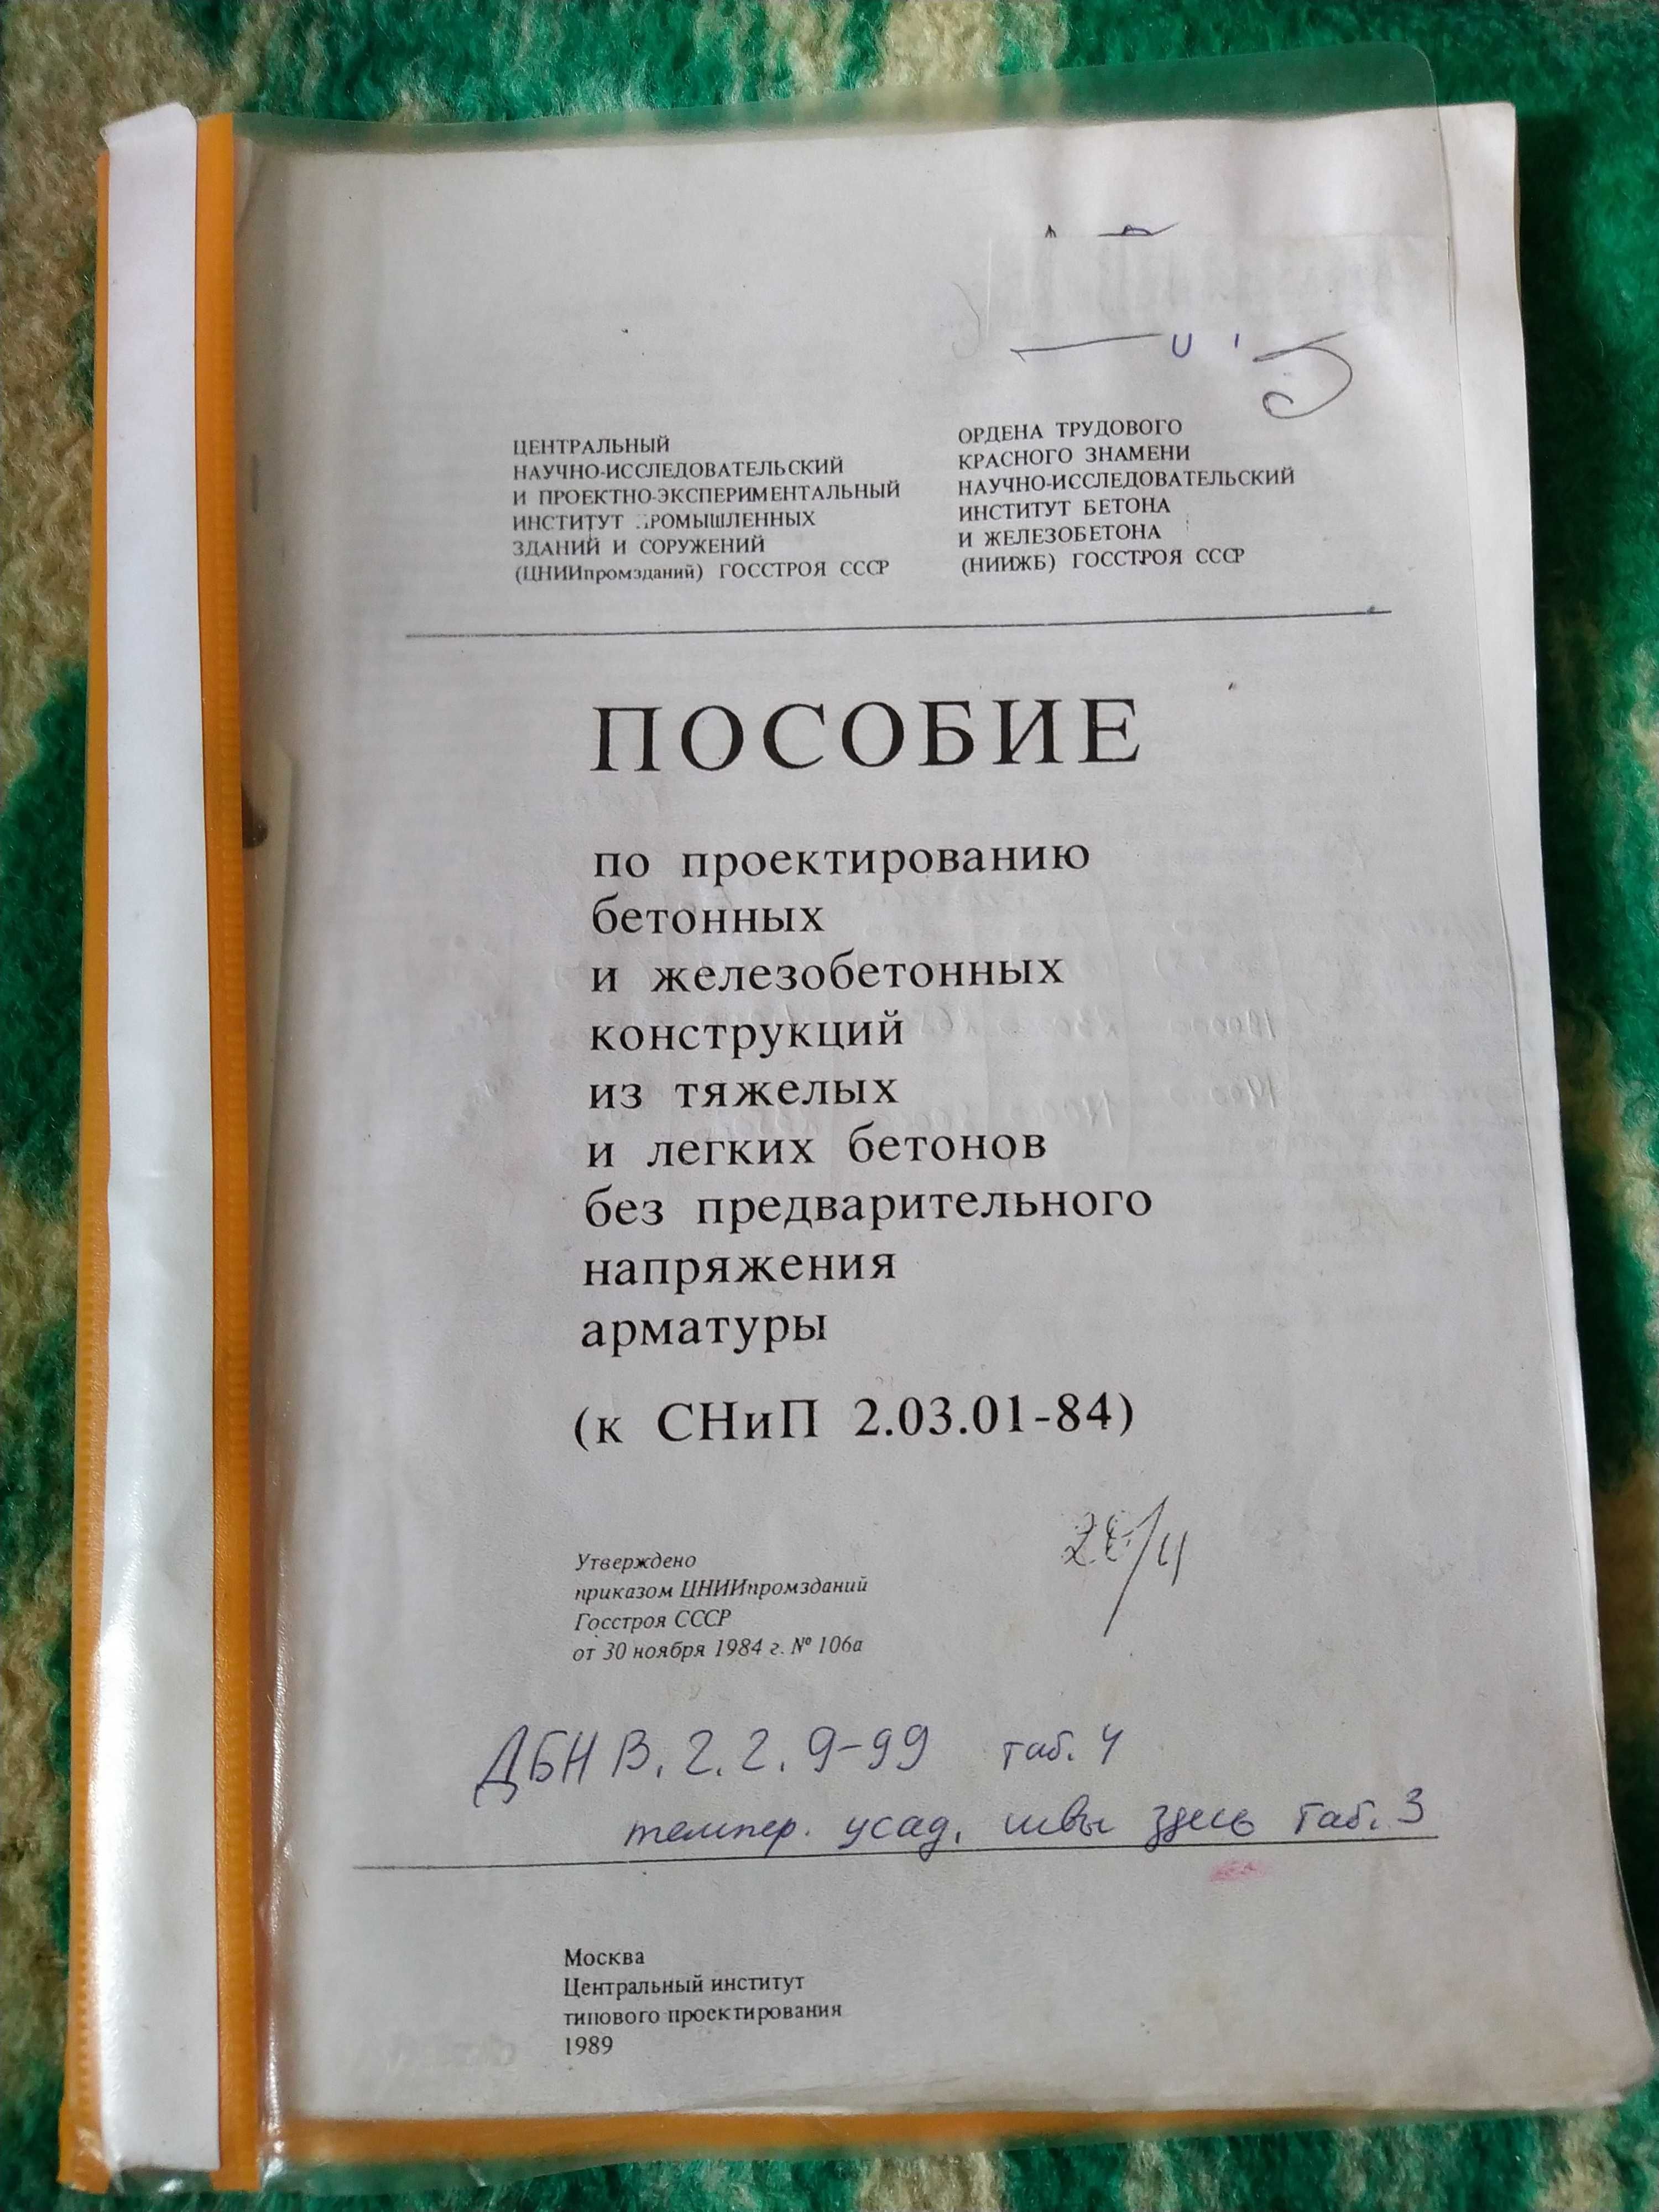 ЦЕНТРАЛЬНЫЙ
НАУЧНО-ИССЛЕДОВАТЕЛЬСКИЙ
И ПРОЕКТНО-ЭКСПЕРИМЕНТАЛЬНЫЙ
ИНСТИТУТ ПРОМЫШЛЕННЫХ
ЗДАНИЙ И СОРУЖЕНИЙ
(ЦНИИпромзданий) ГОССТРОЯ СССР
ОРДЕНА ТРУДОВОГО
КРАСНОГО ЗНАМЕНИ
НАУЧНО-ИССЛЕДОВАТЕЛЬСКИЙ
ИНСТИТУТ БЕТОНА
И ЖЕЛЕЗОБЕТОНА
(НИИЖБ) ГОССТРОЯ СССР
ПОСОБИЕ
по проектированию
бетонных
и железобетонных
конструкций
из тяжелых
и легких бетонов
без предварительного
напряжения
арматуры
(к СНиП 2.03.01-84)
Утверждено
приказом ЦНИИпромзданий
Госстроя СССР
от 30 ноября 1984 г. № 106а
ДБН В.2.2.9-99 таб. 4
темпер. усад. швы здесь таб. 3
Москва
Центральный институт
типового проектирования
1989